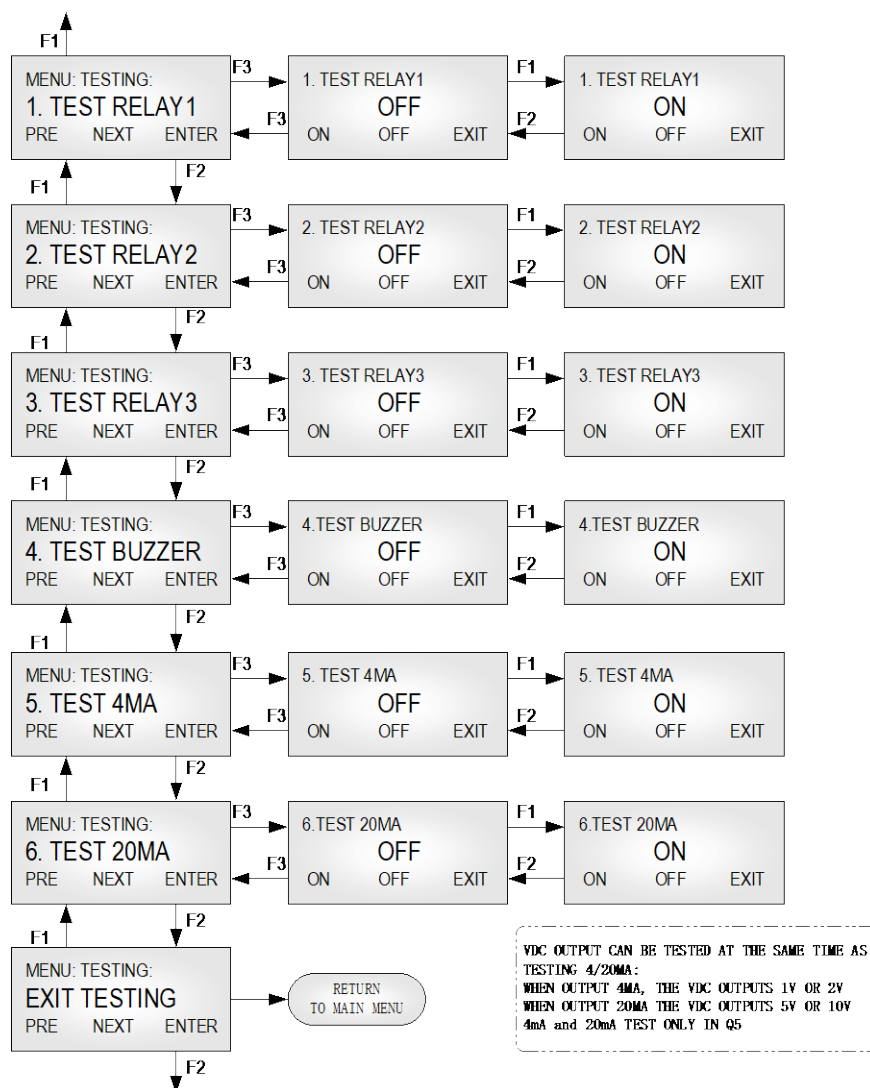 F1
MENU: TESTING:
1. TEST RELAY1
PRE NEXT ENTER
F3
F3
1. TEST RELAY1
OFF
ON OFF EXIT
F1
F2
1. TEST RELAY1
ON
ON OFF EXIT
F1
F2
MENU: TESTING:
2. TEST RELAY2
PRE NEXT ENTER
F3
F3
2. TEST RELAY2
OFF
ON OFF EXIT
F1
F2
2. TEST RELAY2
ON
ON OFF EXIT
F1
F2
MENU: TESTING:
3. TEST RELAY3
PRE NEXT ENTER
F3
F3
3. TEST RELAY3
OFF
ON OFF EXIT
F1
F2
3. TEST RELAY3
ON
ON OFF EXIT
F1
F2
MENU: TESTING:
4. TEST BUZZER
PRE NEXT ENTER
F3
F3
4.TEST BUZZER
OFF
ON OFF EXIT
F1
F2
4.TEST BUZZER
ON
ON OFF EXIT
F1
F2
MENU: TESTING:
5. TEST 4MA
PRE NEXT ENTER
F3
F3
5. TEST 4MA
OFF
ON OFF EXIT
F1
F2
5. TEST 4MA
ON
ON OFF EXIT
F1
F2
MENU: TESTING:
6. TEST 20MA
PRE NEXT ENTER
F3
F3
6.TEST 20MA
OFF
ON OFF EXIT
F1
F2
6.TEST 20MA
ON
ON OFF EXIT
F1
F2
MENU: TESTING:
EXIT TESTING
PRE NEXT ENTER
RETURN
TO MAIN MENU
F2
VDC OUTPUT CAN BE TESTED AT THE SAME TIME AS
TESTING 4/20MA:
WHEN OUTPUT 4MA, THE VDC OUTPUTS 1V OR 2V
WHEN OUTPUT 20MA THE VDC OUTPUTS 5V OR 10V
4mA and 20mA TEST ONLY IN Q5